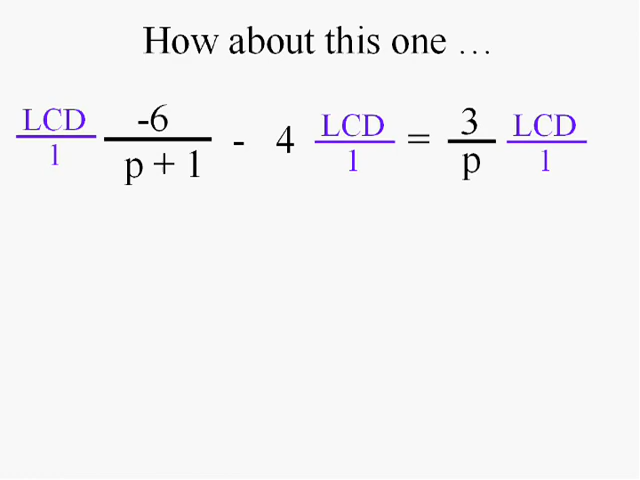 How about this one ...
LCD/1 -6/(p + 1) - 4 LCD/1 = 3/p LCD/1